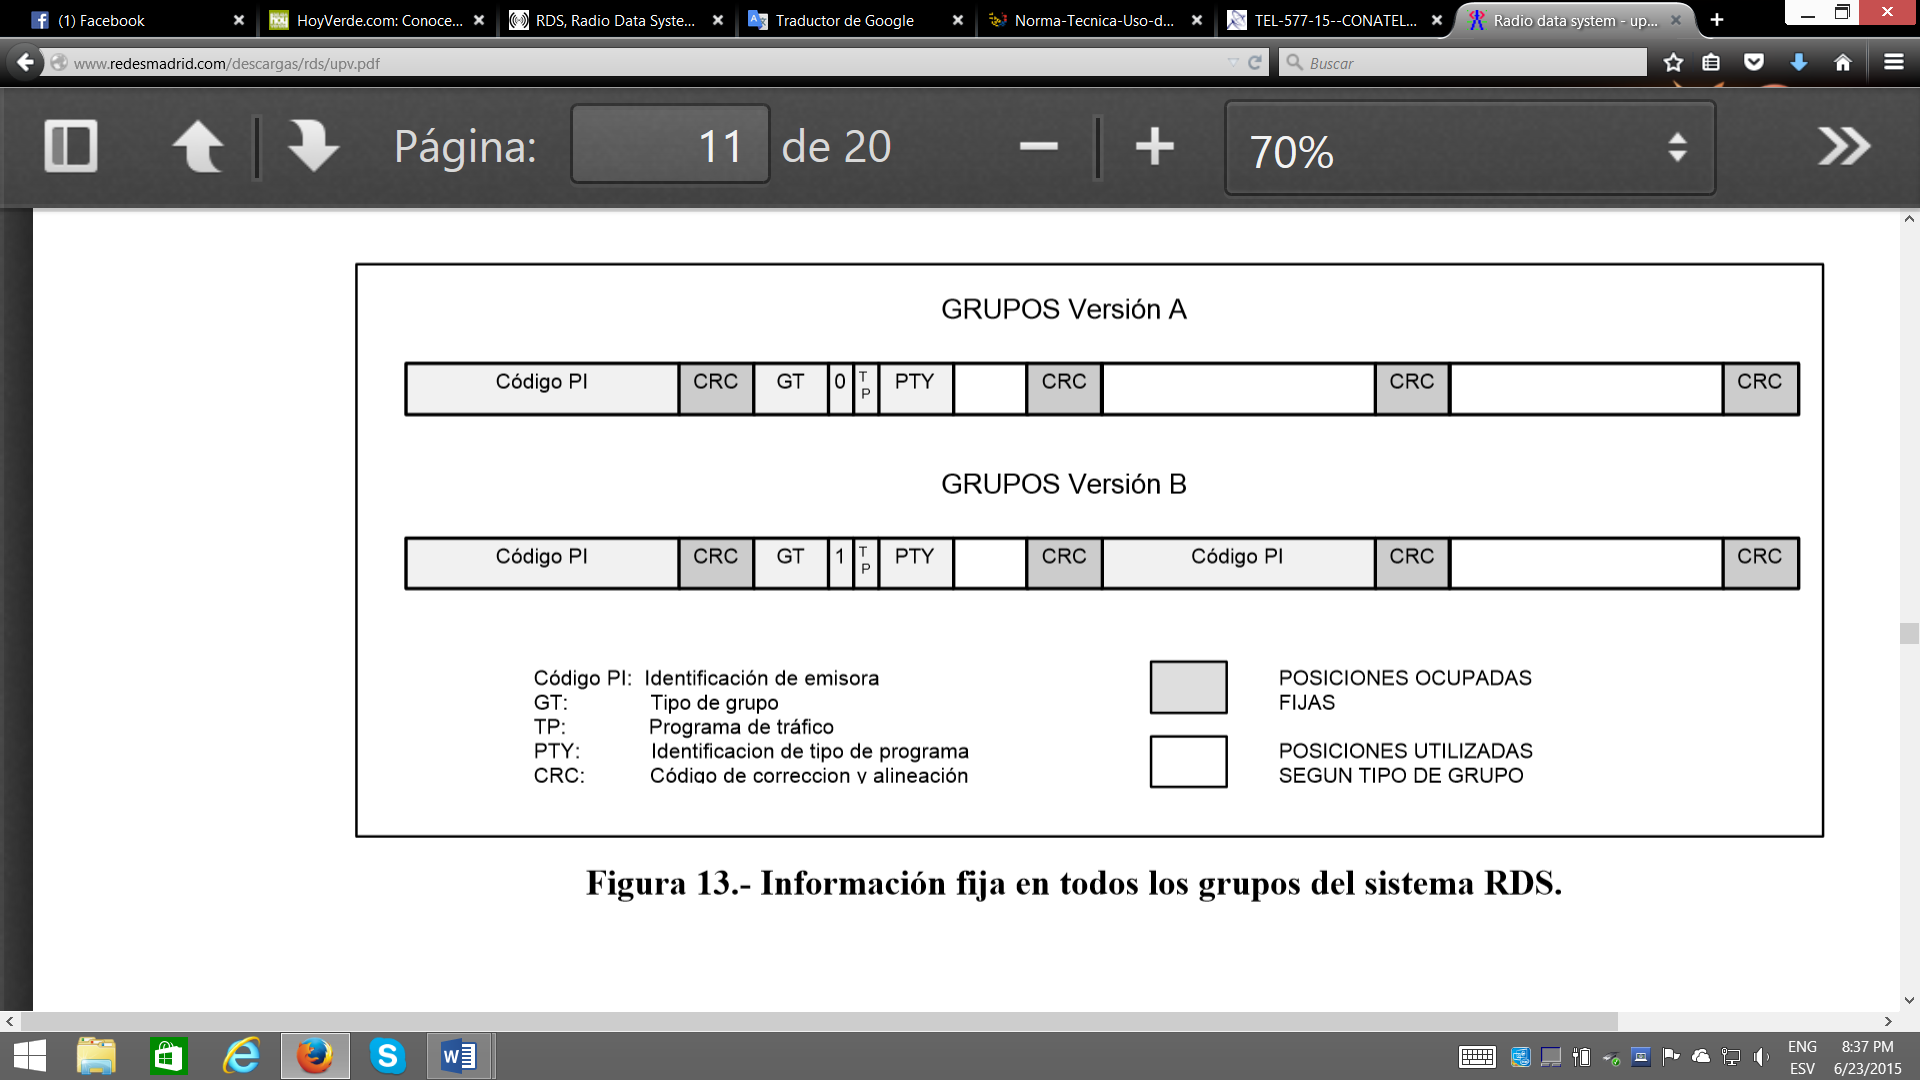 (1) Facebook
HoyVerde.com: Conoce...
RDS, Radio Data Syste...
Traductor de Google
Norma-Tecnica-Uso-d...
TEL-577-15--CONATEL...
Radio data system - up...
www.redesmadrid.com/descargas/rds/upv.pdf
Buscar
Página: 11 de 20
70%
GRUPOS Versión A
Código PI CRC GT 0 TP PTY CRC CRC CRC
GRUPOS Versión B
Código PI CRC GT 1 TP PTY CRC Código PI CRC CRC
Código PI: Identificación de emisora
GT: Tipo de grupo
TP: Programa de tráfico
PTY: Identificacion de tipo de programa
CRC: Código de correccion y alineación
POSICIONES OCUPADAS
FIJAS
POSICIONES UTILIZADAS
SEGUN TIPO DE GRUPO
Figura 13.- Información fija en todos los grupos del sistema RDS.
ENG
ESV
8:37 PM
6/23/2015